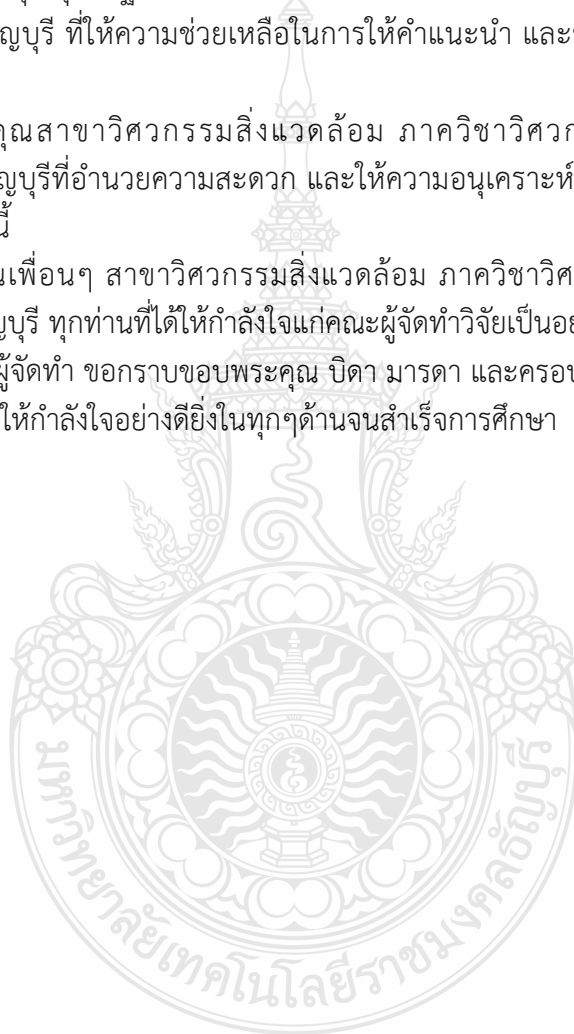 ญบุรี ที่ให้ความช่วยเหลือในการให้คำแนะนำ และ
คุณสาขาวิศวกรรมสิ่งแวดล้อม ภาควิชาวิศวก
ญบุรีที่อำนวยความสะดวก และให้ความอนุเคราะห์
นี้
นเพื่อนๆ สาขาวิศวกรรมสิ่งแวดล้อม ภาควิชาวิศ
ญบุรี ทุกท่านที่ได้ให้กำลังใจแก่คณะผู้จัดทำวิจัยเป็นอย
ผู้จัดทำ ขอกราบขอบพระคุณ บิดา มารดา และครอบ
ให้กำลังใจอย่างดียิ่งในทุกๆด้านจนสำเร็จการศึกษา
มหาวิทยาลัยเทคโนโลยีราชมงคลธัญบุรี